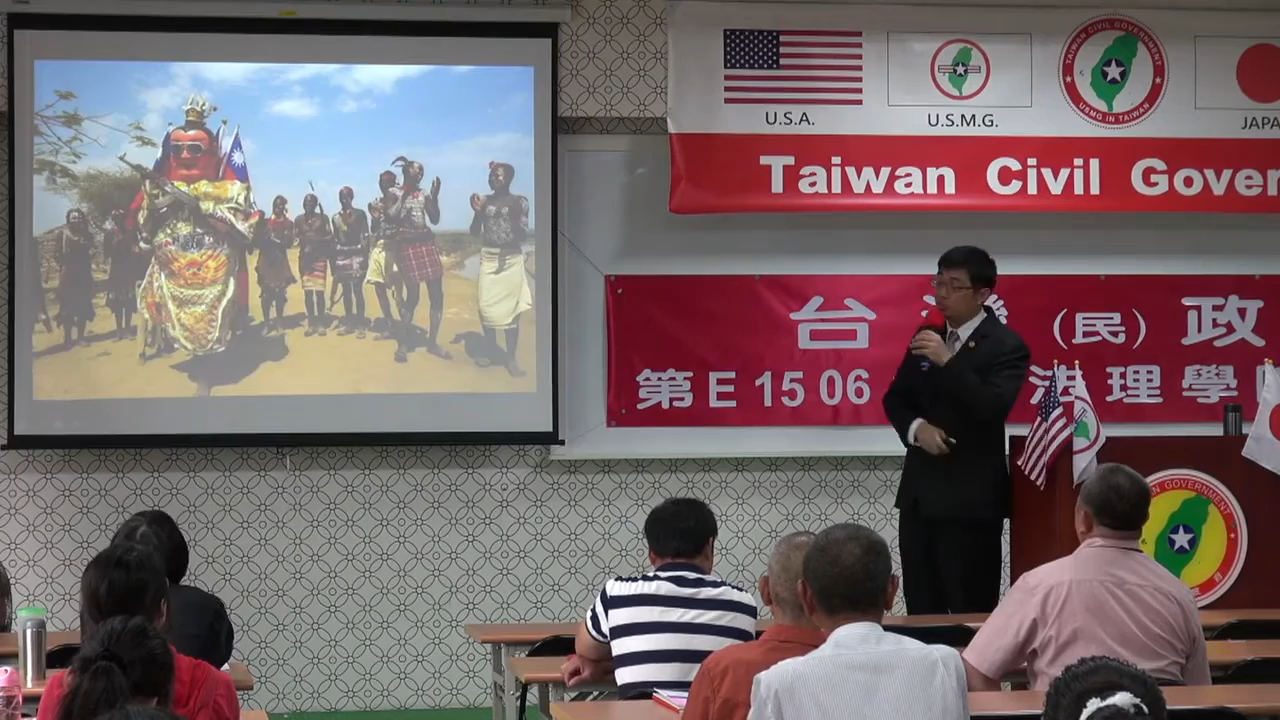 U.S.A.
U.S.M.G.
TAIWAN CIVIL GOVERNMENT
USMG IN TAIWAN
JAPA
Taiwan Civil Gover
台 (民) 政
第 E 15 06 法 理 學
GOVERNMENT